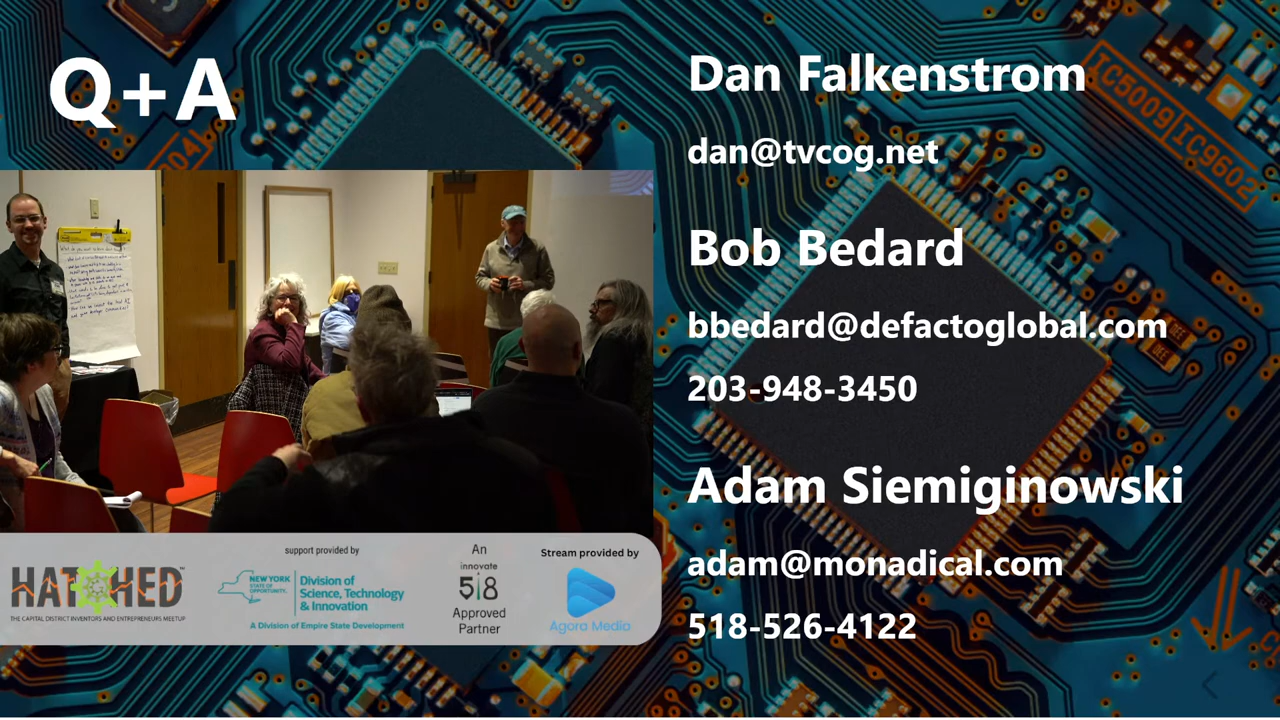 Q+A
Dan Falkenstrom
dan@tvcog.net
Bob Bedard
bbedard@defactoglobal.com
203-948-3450
Adam Siemiginowski
adam@monadical.com
518-526-4122
IC5009 IC9602
HATCHED
THE CAPITAL DISTRICT INVENTORS AND ENTREPRENEURS MEETUP
support provided by
NEW YORK
STATE OF
OPPORTUNITY.
Division of
Science, Technology
& Innovation
A Division of Empire State Development
An
innovate
518
Approved
Partner
Stream provided by
Agora Media